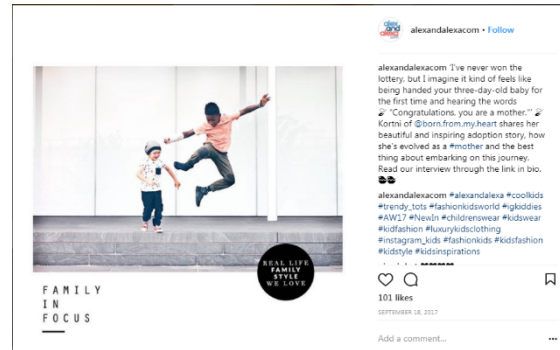 alex
and
alexa
alexandalexacom • Follow
alexandalexacom 'I've never won the
lottery, but I imagine it kind of feels like
being handed your three-day-old baby for
the first time and hearing the words
"Congratulations, you are a mother."'
Kortni of @born.from.my.heart shares her
beautiful and inspiring adoption story, how
she's evolved as a #mother and the best
thing about embarking on this journey.
Read our interview through the link in bio.
alexandalexacom #alexandalexa #coolkids
#trendy_tots #fashionkidsworld #igkiddies
#AW17 #NewIn #childrenswear #kidswear
#kidfashion #luxurykidsclothing
#instagram_kids #fashionkids #kidsfashion
#kidstyle #kidsinspirations
REAL LIFE
FAMILY
STYLE
WE LOVE
FAMILY
IN
FOCUS
101 likes
SEPTEMBER 18, 2017
Add a comment...